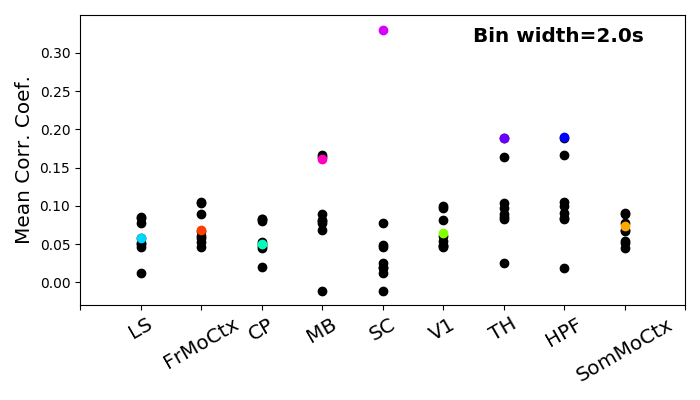 Bin width=2.0s
Mean Corr. Coef.
0.30
0.25
0.20
0.15
0.10
0.05
0.00
LS
FrMoCtx
CP
MB
SC
V1
TH
HPF
SomMoCtx